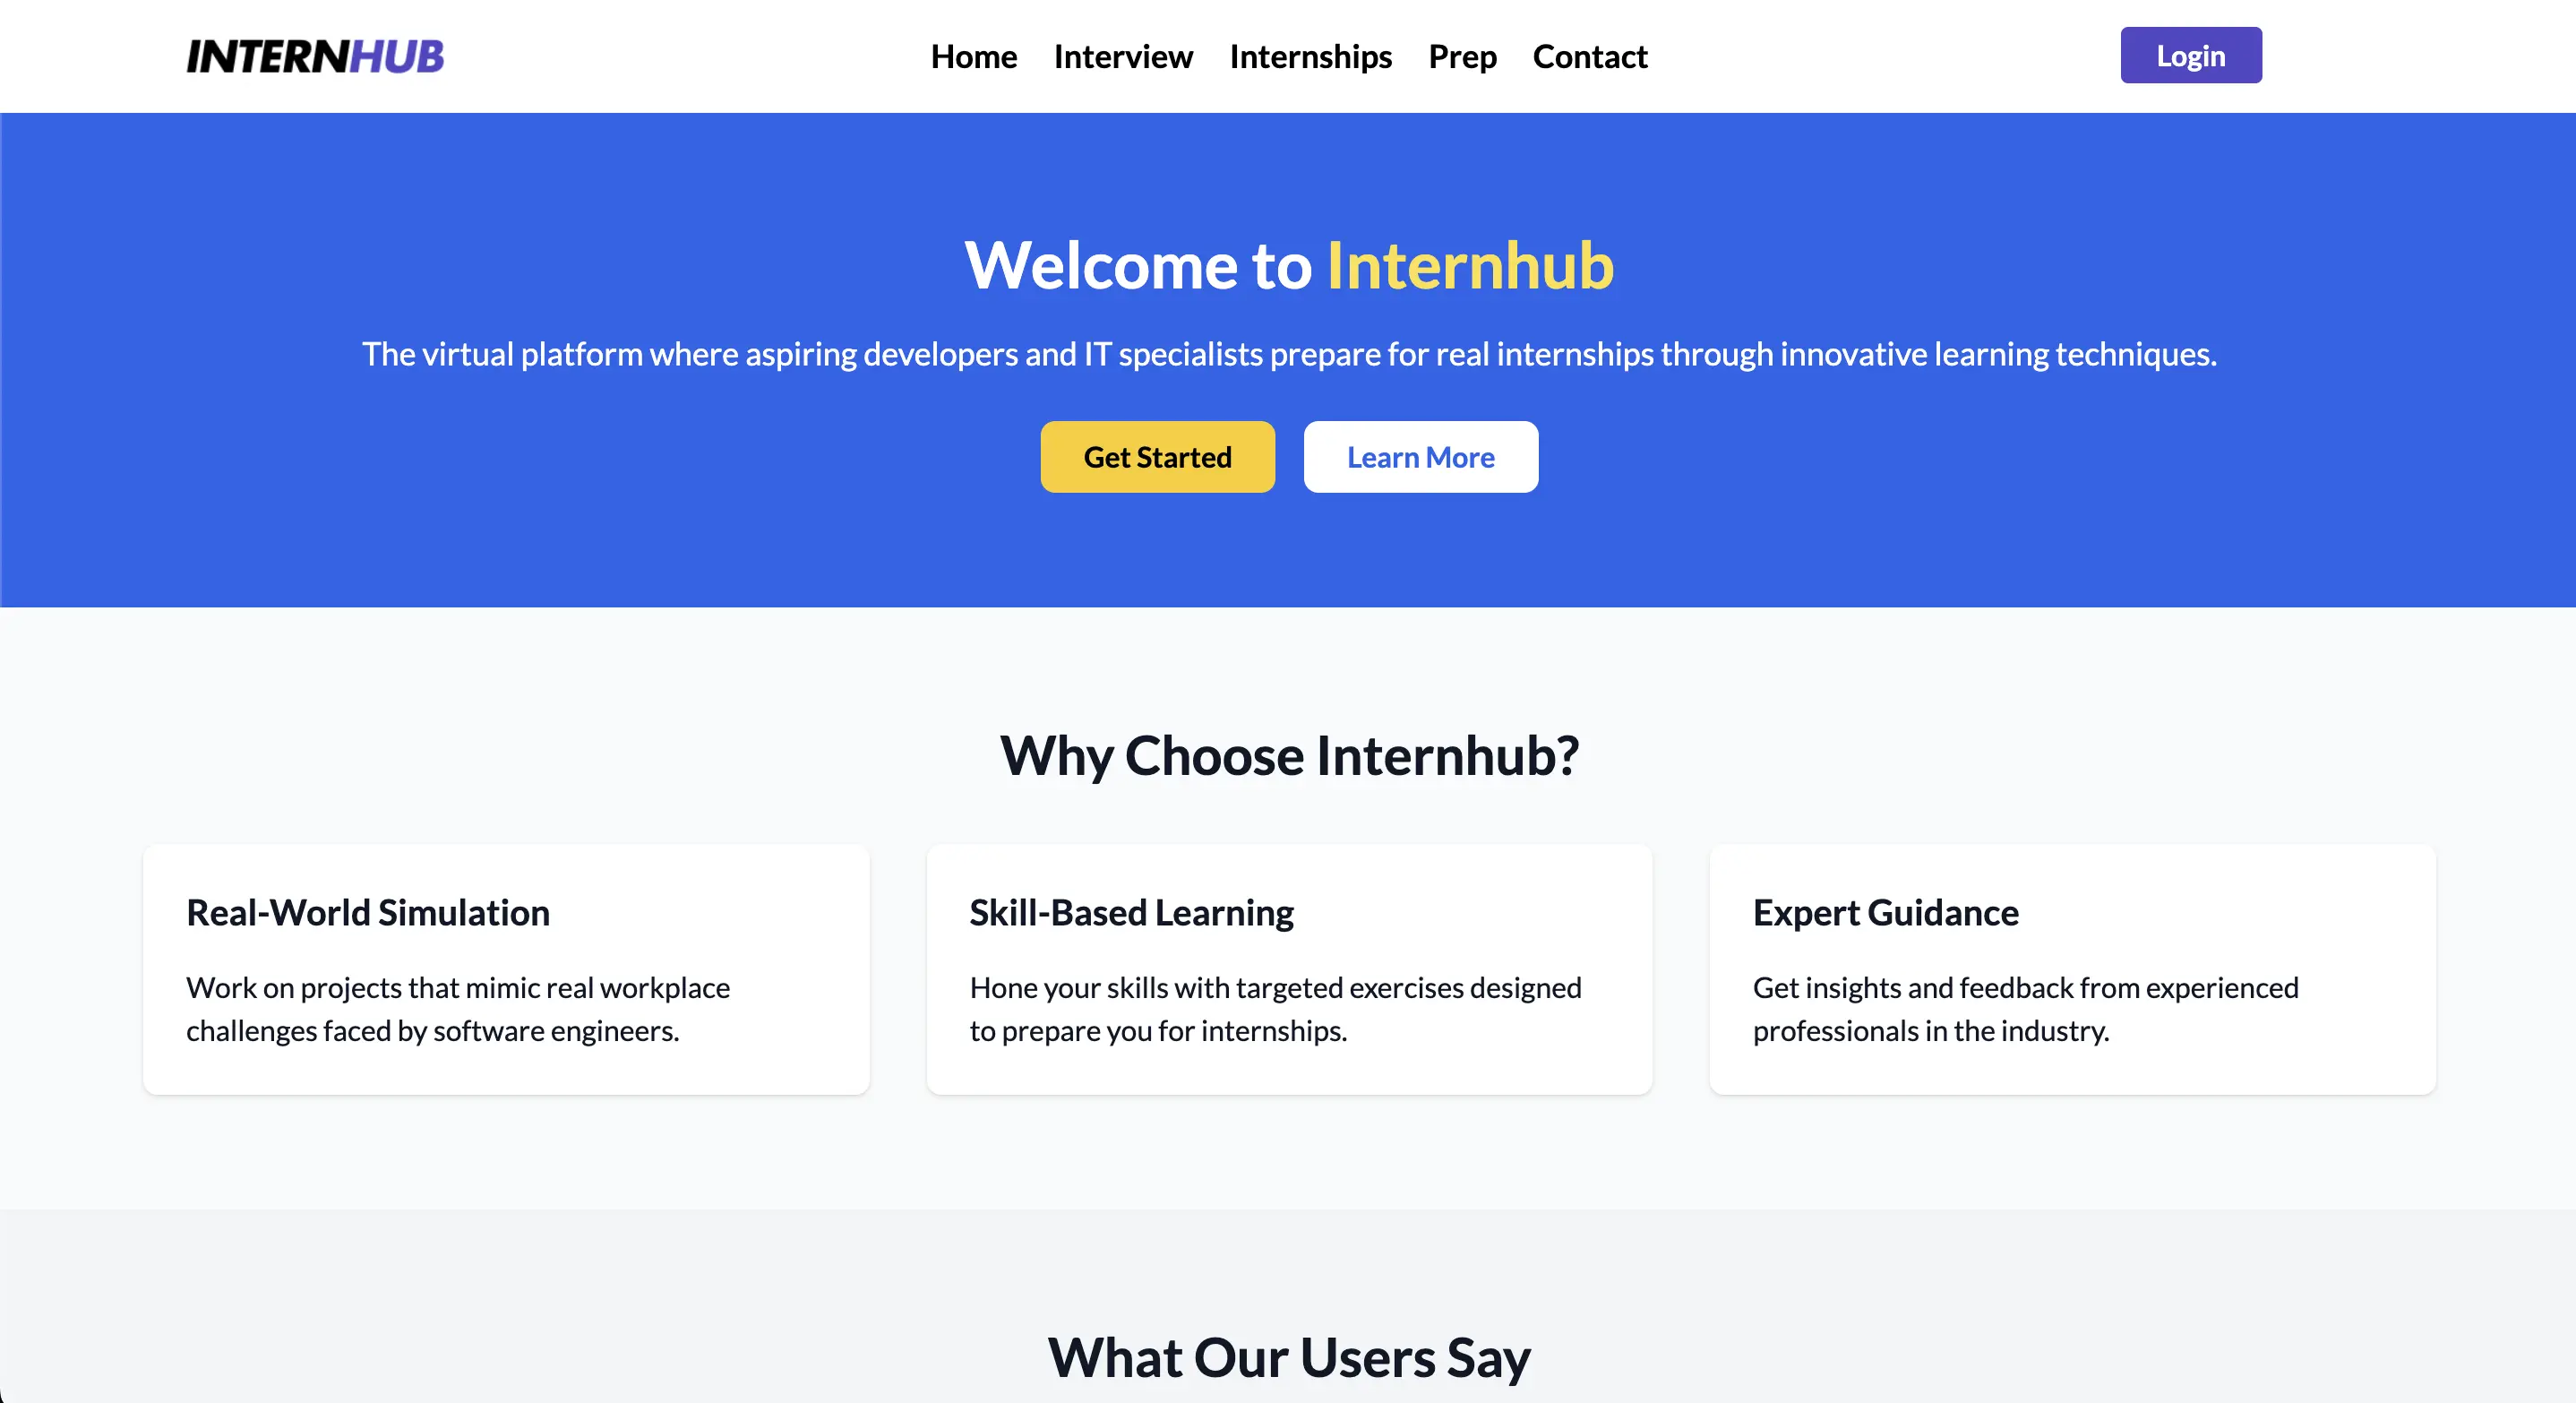 INTERNHUB
Home Interview Internships Prep Contact
Login
Welcome to Internhub
The virtual platform where aspiring developers and IT specialists prepare for real internships through innovative learning techniques.
Get Started
Learn More
Why Choose Internhub?
Real-World Simulation
Work on projects that mimic real workplace
challenges faced by software engineers.
Skill-Based Learning
Hone your skills with targeted exercises designed
to prepare you for internships.
Expert Guidance
Get insights and feedback from experienced
professionals in the industry.
What Our Users Say